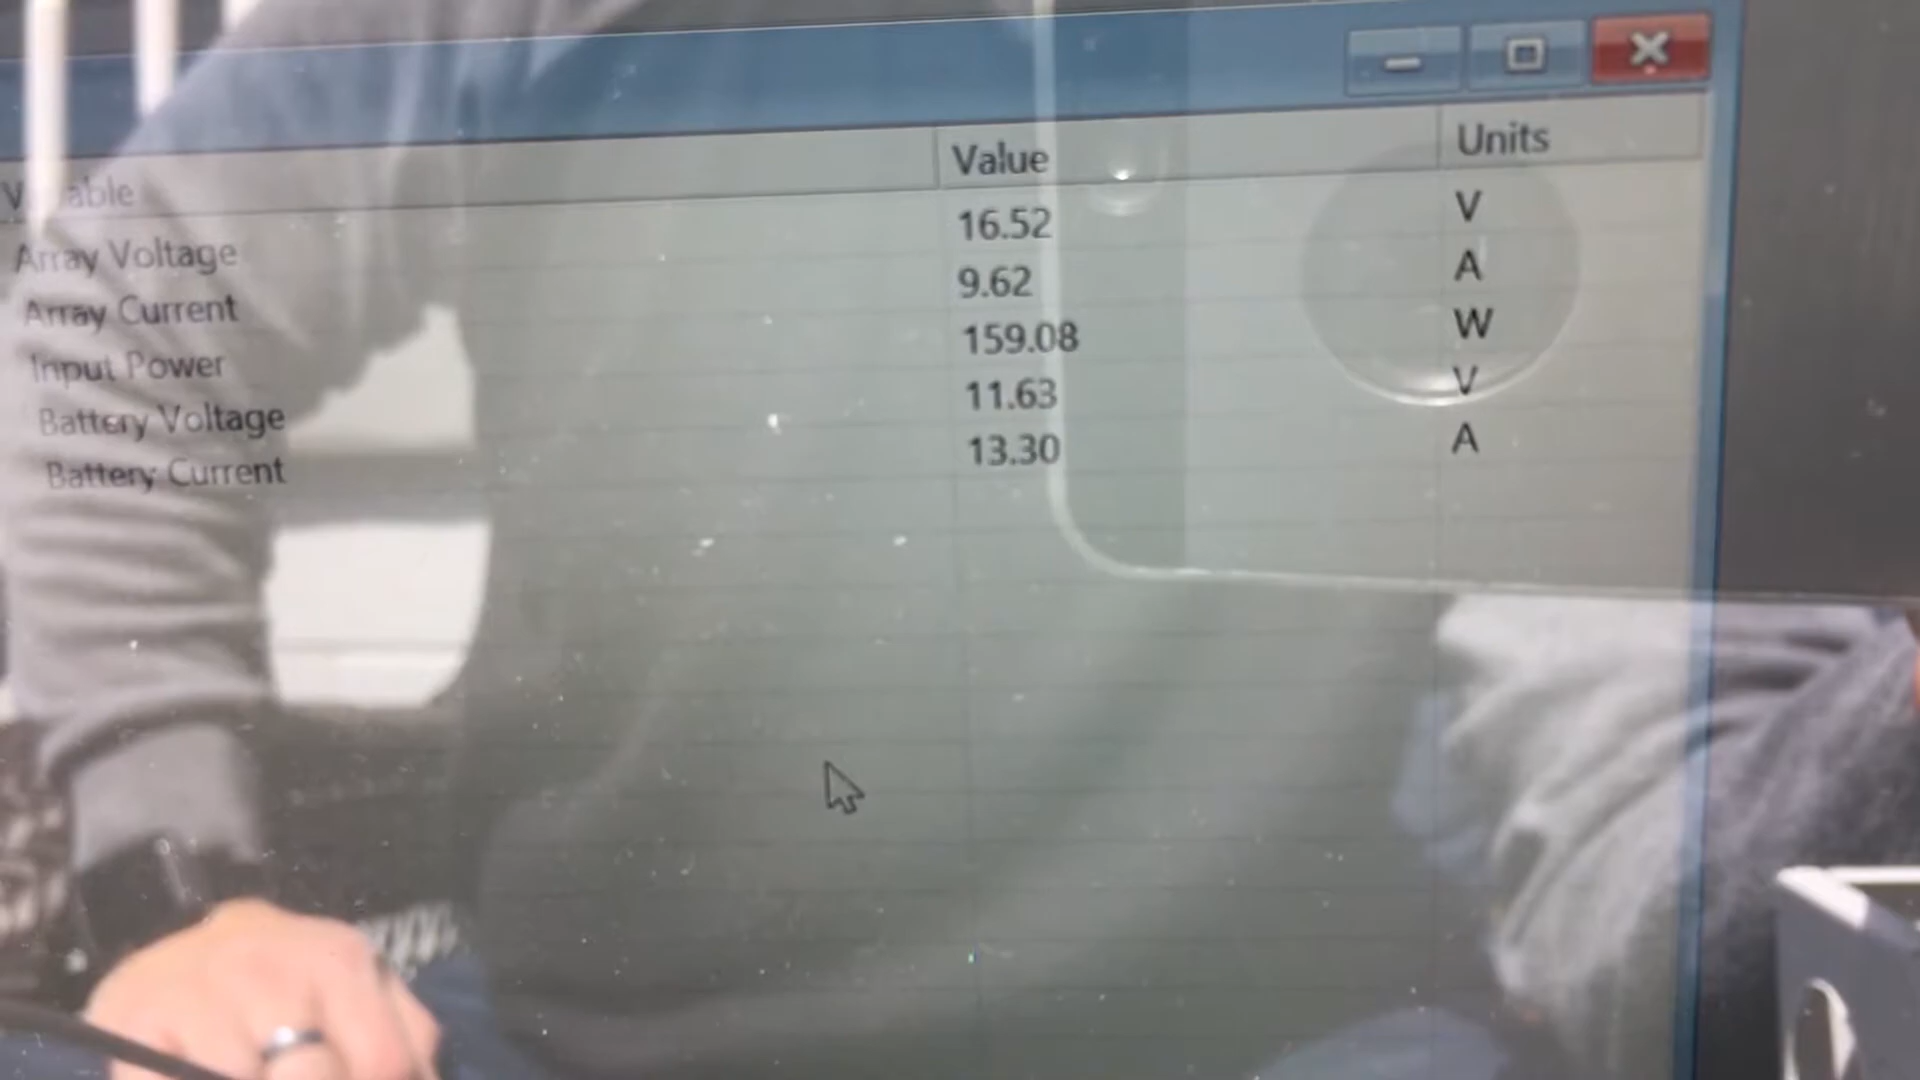 Variable Value Units
Array Voltage 16.52 V
Array Current 9.62 A
Input Power 159.08 W
Battery Voltage 11.63 V
Battery Current 13.30 A